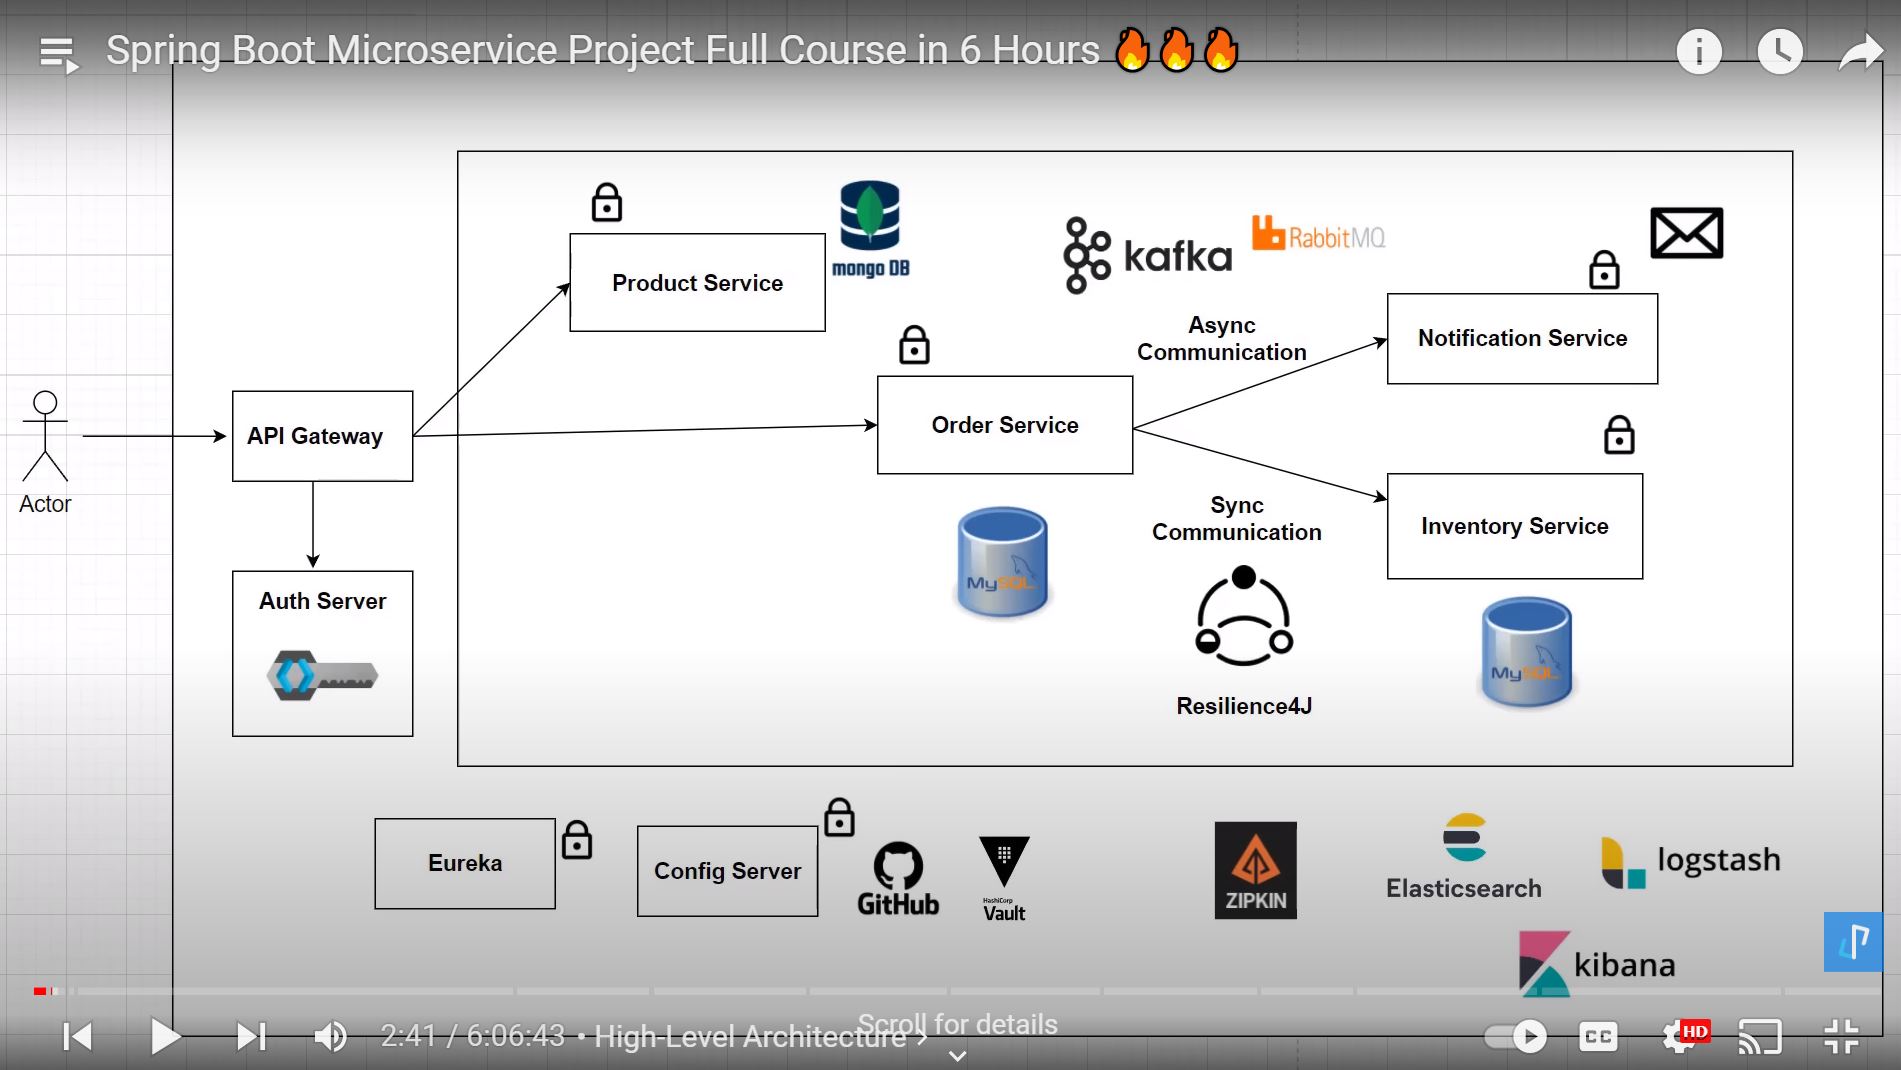 Spring Boot Microservice Project Full Course in 6 Hours 🔥🔥🔥
mongo DB
kafka
RabbitMQ
Product Service
Async
Communication
Notification Service
Order Service
API Gateway
Actor
Sync
Communication
Inventory Service
MySQL
Auth Server
Resilience4J
MySQL
Eureka
Config Server
GitHub
HashiCorp
Vault
ZIPKIN
Elasticsearch
logstash
kibana
2:41 / 6:06:43 • High-Level Architecture
Scroll for details
CC
HD